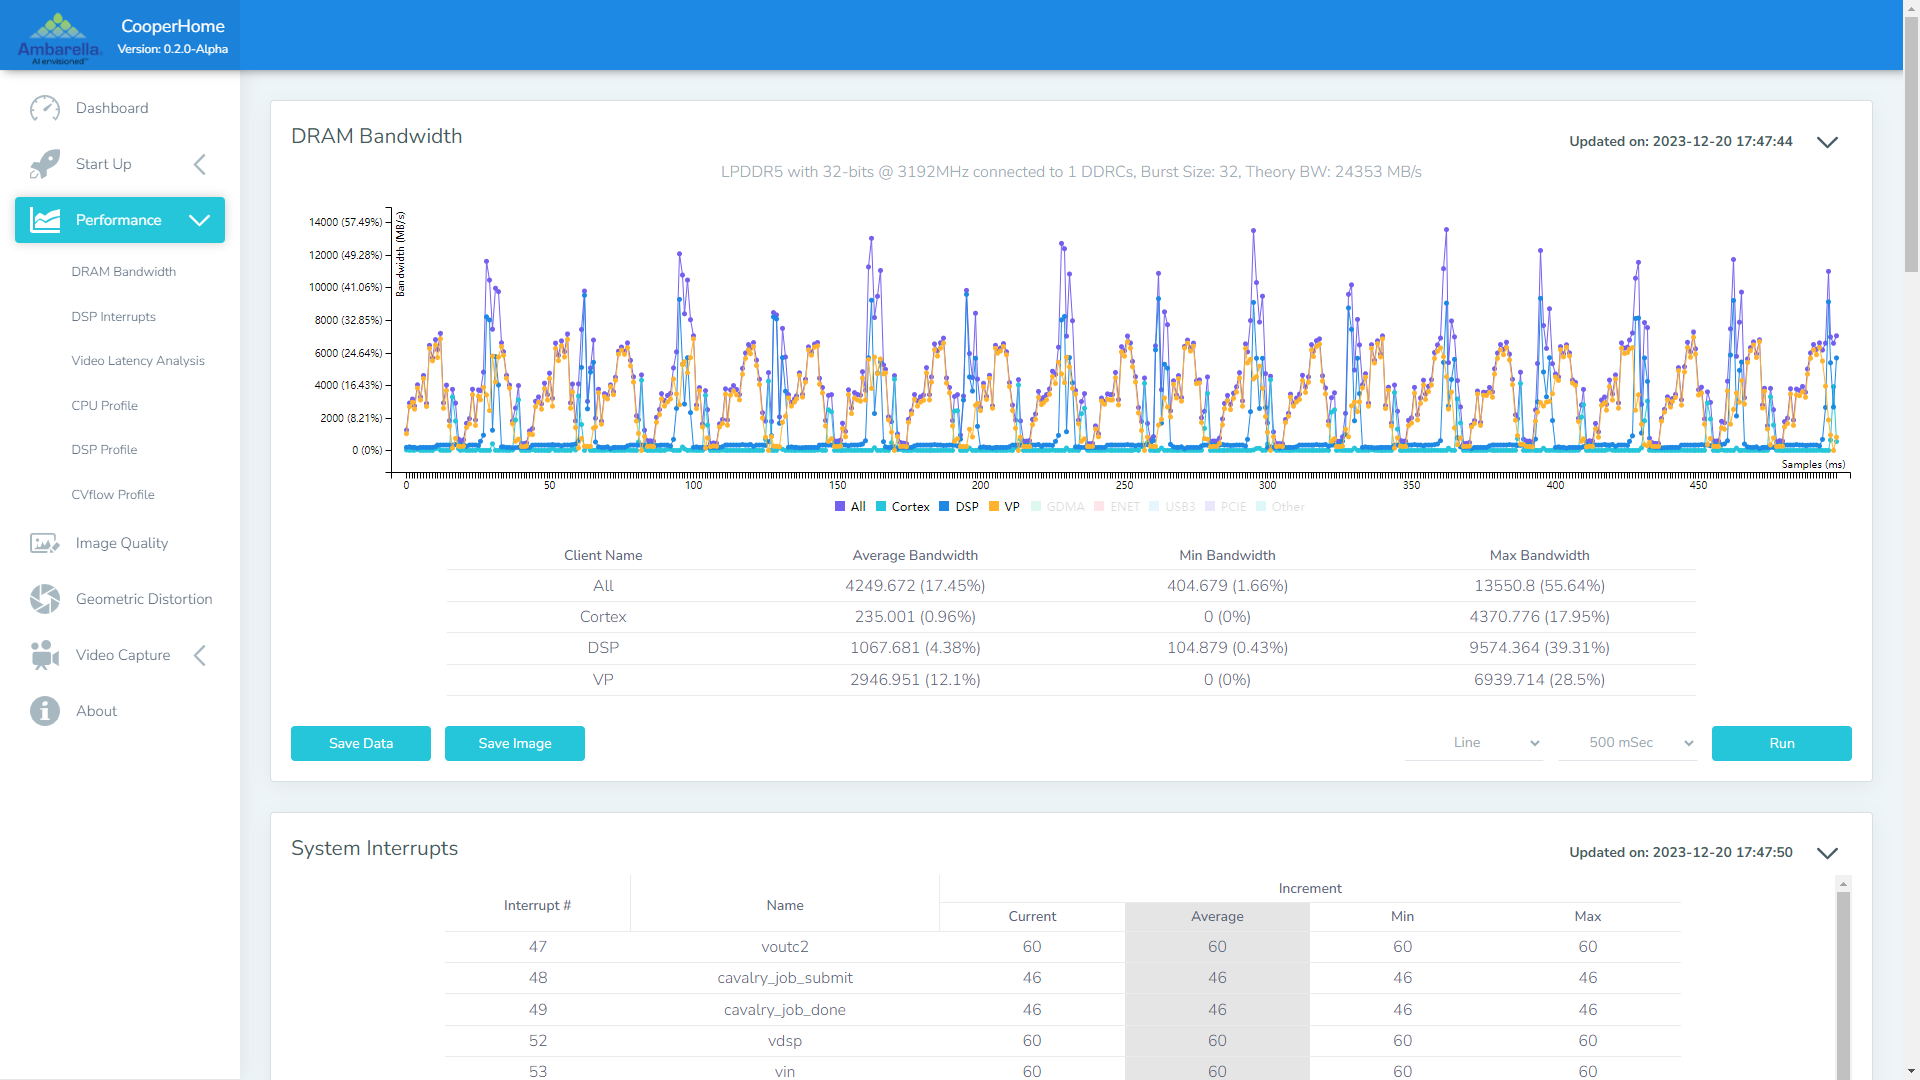 Ambarella
AI envisioned™
CooperHome
Version: 0.2.0-Alpha
Dashboard
Start Up
Performance
DRAM Bandwidth
DSP Interrupts
Video Latency Analysis
CPU Profile
DSP Profile
CVflow Profile
Image Quality
Geometric Distortion
Video Capture
About
DRAM Bandwidth
Updated on: 2023-12-20 17:47:44
LPDDR5 with 32-bits @ 3192MHz connected to 1 DDRCs, Burst Size: 32, Theory BW: 24353 MB/s
Bandwidth (MB/s)
14000 (57.49%)
12000 (49.28%)
10000 (41.06%)
8000 (32.85%)
6000 (24.64%)
4000 (16.43%)
2000 (8.21%)
0 (0%)
Samples (ms)
0 50 100 150 200 250 300 350 400 450
All Cortex DSP VP GDMA ENET USB3 PCIE Other
Client Name Average Bandwidth Min Bandwidth Max Bandwidth
All 4249.672 (17.45%) 404.679 (1.66%) 13550.8 (55.64%)
Cortex 235.001 (0.96%) 0 (0%) 4370.776 (17.95%)
DSP 1067.681 (4.38%) 104.879 (0.43%) 9574.364 (39.31%)
VP 2946.951 (12.1%) 0 (0%) 6939.714 (28.5%)
Save Data Save Image Line 500 mSec Run
System Interrupts
Updated on: 2023-12-20 17:47:50
Interrupt # Name Increment
Current Average Min Max
47 voutc2 60 60 60 60
48 cavalry_job_submit 46 46 46 46
49 cavalry_job_done 46 46 46 46
52 vdsp 60 60 60 60
53 vin 60 60 60 60